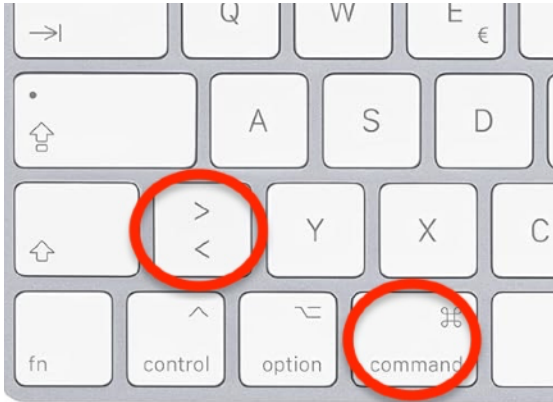 Q W E €
A S D
> Y X C
<
fn control option command